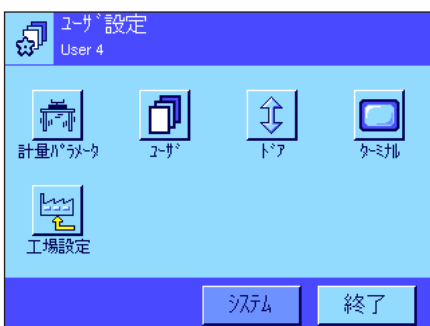 ﾕｰｻﾞ設定
User 4
計量ﾊﾟﾗﾒｰﾀ
ﾕｰｻﾞ
ﾄﾞｱ
ﾀｰﾐﾅﾙ
工場設定
ｼｽﾃﾑ
終了